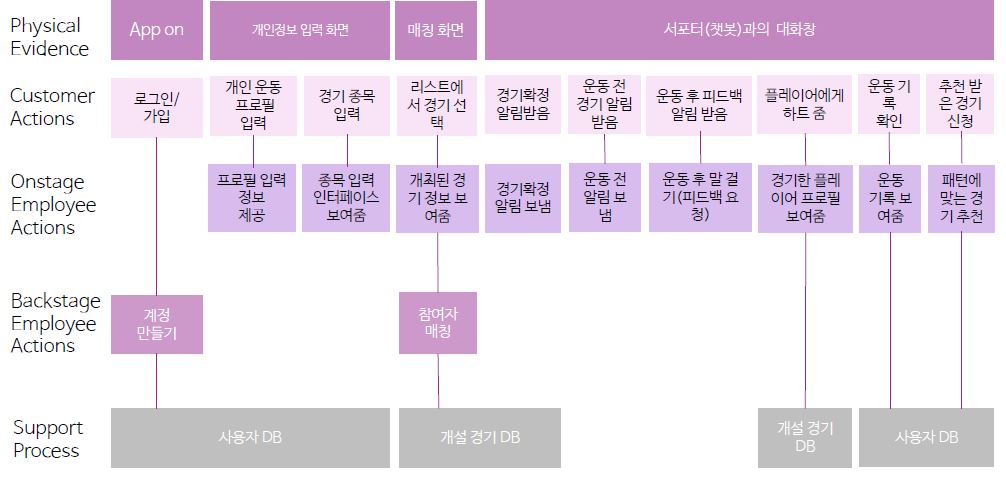 Physical
Evidence
App on
개인정보 입력 화면
매칭 화면
서포터(챗봇)과의 대화창
Customer
Actions
로그인/
가입
개인 운동
프로필
입력
경기 종목
입력
리스트에
서 경기 선
택
경기확정
알림받음
운동 전
경기 알림
받음
운동 후 피드백
알림 받음
플레이어에게
하트 줌
운동 기
록
확인
추천 받
은 경기
신청
Onstage
Employee
Actions
프로필 입력
정보
제공
종목 입력
인터페이스
보여줌
개최된 경
기 정보 보
여줌
경기확정
알림 보냄
운동 전
알림 보
냄
운동 후 말 걸
기(피드백 요
청)
경기한 플레
이어 프로필
보여줌
운동
기록 보
여줌
패턴에
맞는 경
기 추천
Backstage
Employee
Actions
계정
만들기
참여자
매칭
Support
Process
사용자 DB
개설 경기 DB
개설 경기
DB
사용자 DB